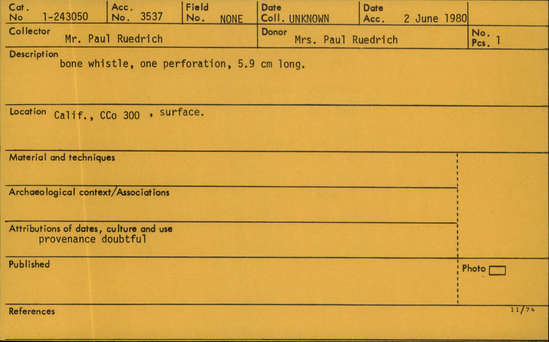 Cat. No 1-243050 Acc. No. 3537 Field No. NONE Date Coll. UNKNOWN Date Acc. 2 June 1980
Collector Mr. Paul Ruedrich Donor Mrs. Paul Ruedrich No. Pcs. 1
Description
bone whistle, one perforation, 5.9 cm long.
Location Calif., CCo 300 , surface.
Material and techniques
Archaeological context/Associations
Attributions of dates, culture and use
provenance doubtful
Published
Photo
References
11/74